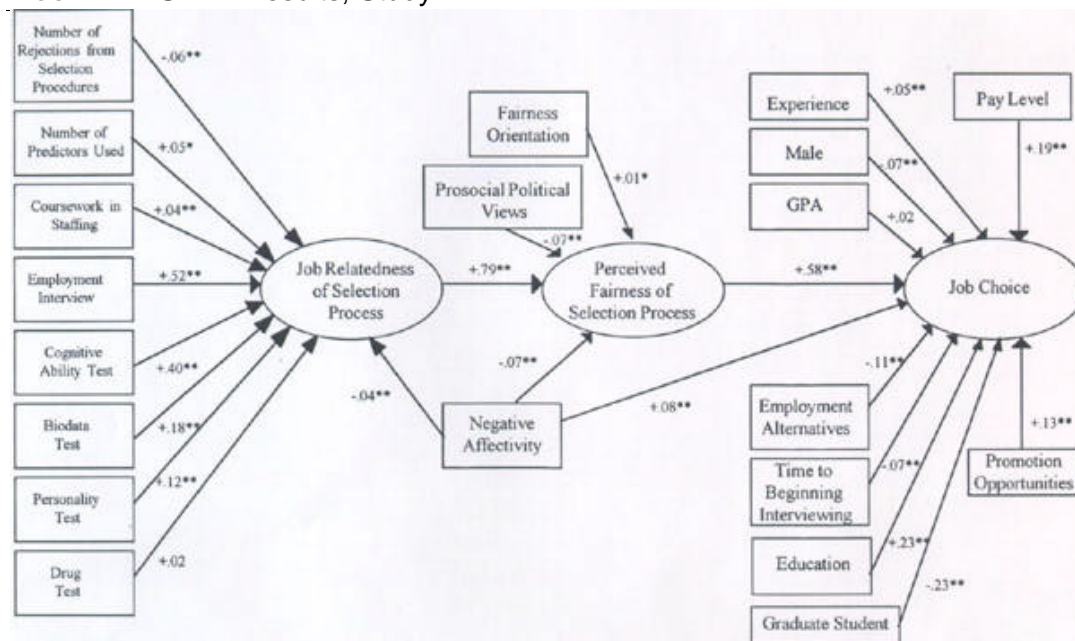 Number of
Rejections from
Selection
Procedures
-.06**
Number of
Predictors Used
+.05*
Coursework in
Staffing
+.04**
Employment
Interview
+.52**
Cognitive
Ability Test
+.40**
Biodata
Test
+.18**
Personality
Test
+.12**
Drug
Test
+.02
Job Relatedness
of Selection
Process
+.79**
Fairness
Orientation
+.01*
Prosocial Political
Views
-.07**
Perceived
Fairness of
Selection Process
+.58**
-.07**
-.04**
Negative
Affectivity
+.08**
Experience
+.05**
Male
-.07**
GPA
+.02
Pay Level
+.19**
Job Choice
-.11**
Employment
Alternatives
-.07**
Time to
Beginning
Interviewing
+.23**
Education
-.23**
Graduate Student
+.13**
Promotion
Opportunities